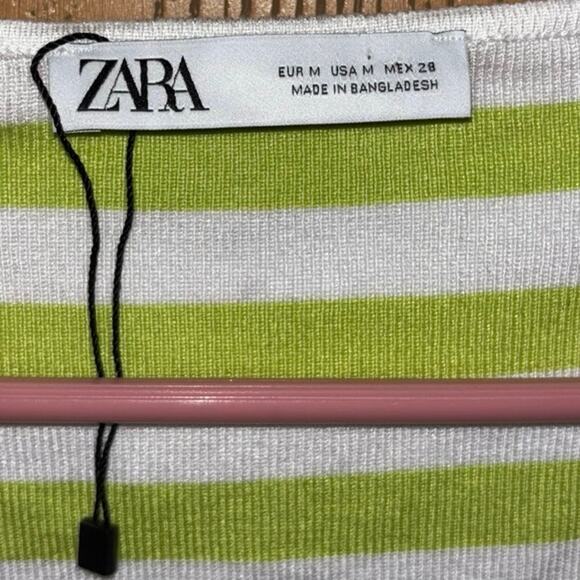 ZARA
EUR M USA M MEX 28
MADE IN BANGLADESH